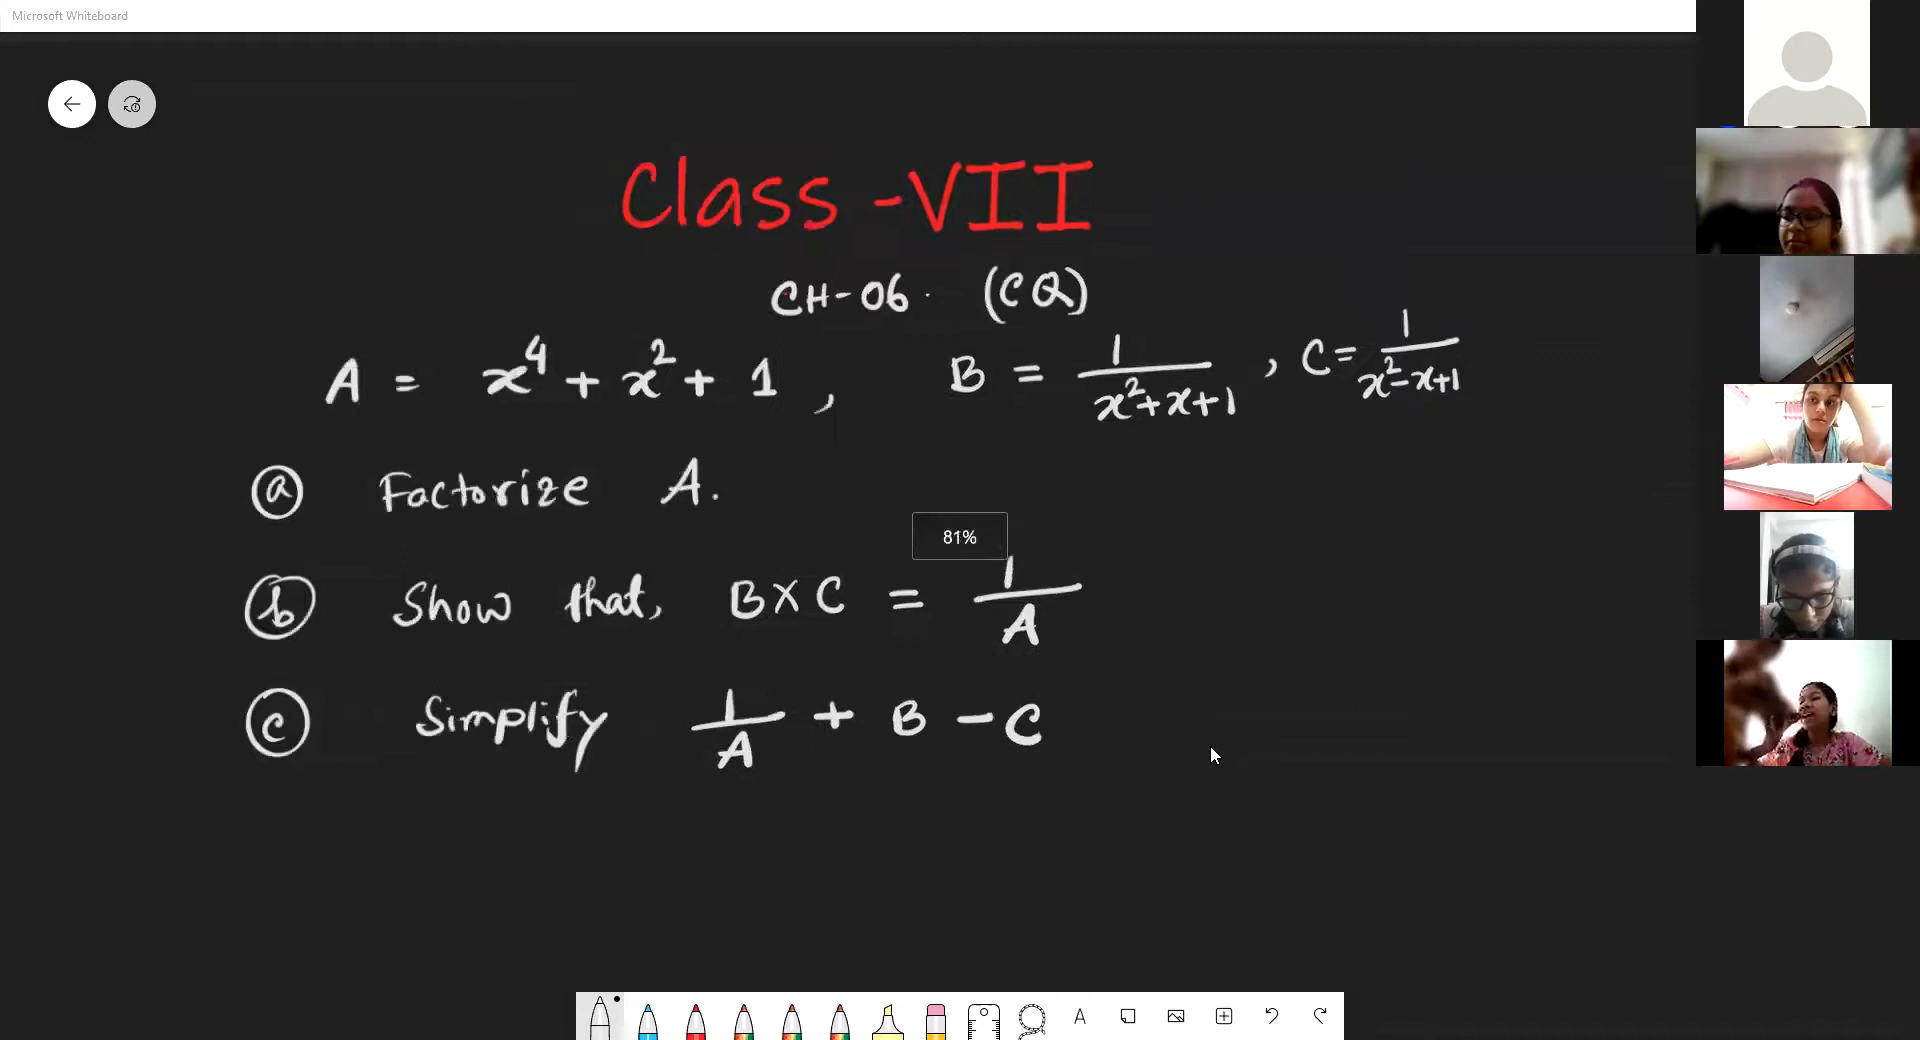 Microsoft Whiteboard
Class -VII
CH-06. (CQ)
A = x⁴ + x² + 1 , B = 1/(x²+x+1) , C = 1/(x²-x+1)
ⓐ Factorize A.
81%
ⓑ Show that, B×C = 1/A
ⓒ Simplify 1/A + B - C
A